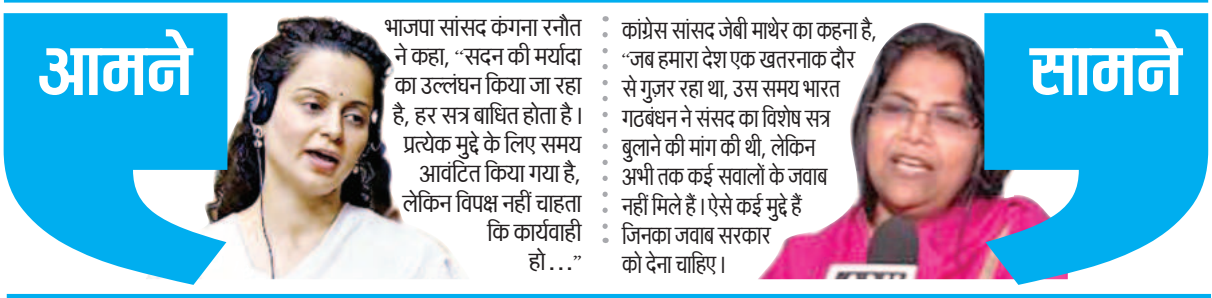 आमने
भाजपा सांसद कंगना रनौत
ने कहा, “सदन की मर्यादा
का उल्लंघन किया जा रहा
है, हर सत्र बाधित होता है।
प्रत्येक मुद्दे के लिए समय
आवंटित किया गया है,
लेकिन विपक्ष नहीं चाहता
कि कार्यवाही
हो...”
कांग्रेस सांसद जेबी माथेर का कहना है,
“जब हमारा देश एक खतरनाक दौर
से गुज़र रहा था, उस समय भारत
गठबंधन ने संसद का विशेष सत्र
बुलाने की मांग की थी, लेकिन
अभी तक कई सवालों के जवाब
नहीं मिले हैं। ऐसे कई मुद्दे हैं
जिनका जवाब सरकार
को देना चाहिए।
सामने